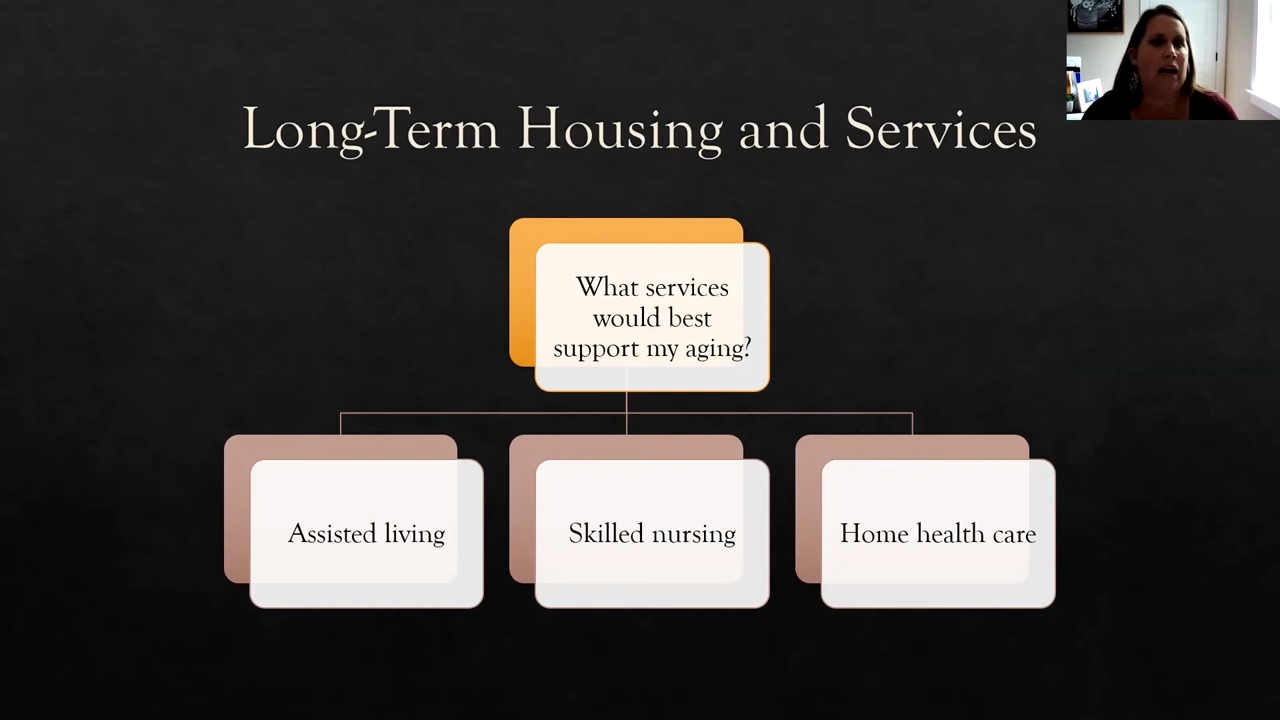 Long-Term Housing and Services
What services
would best
support my aging?
Assisted living
Skilled nursing
Home health care